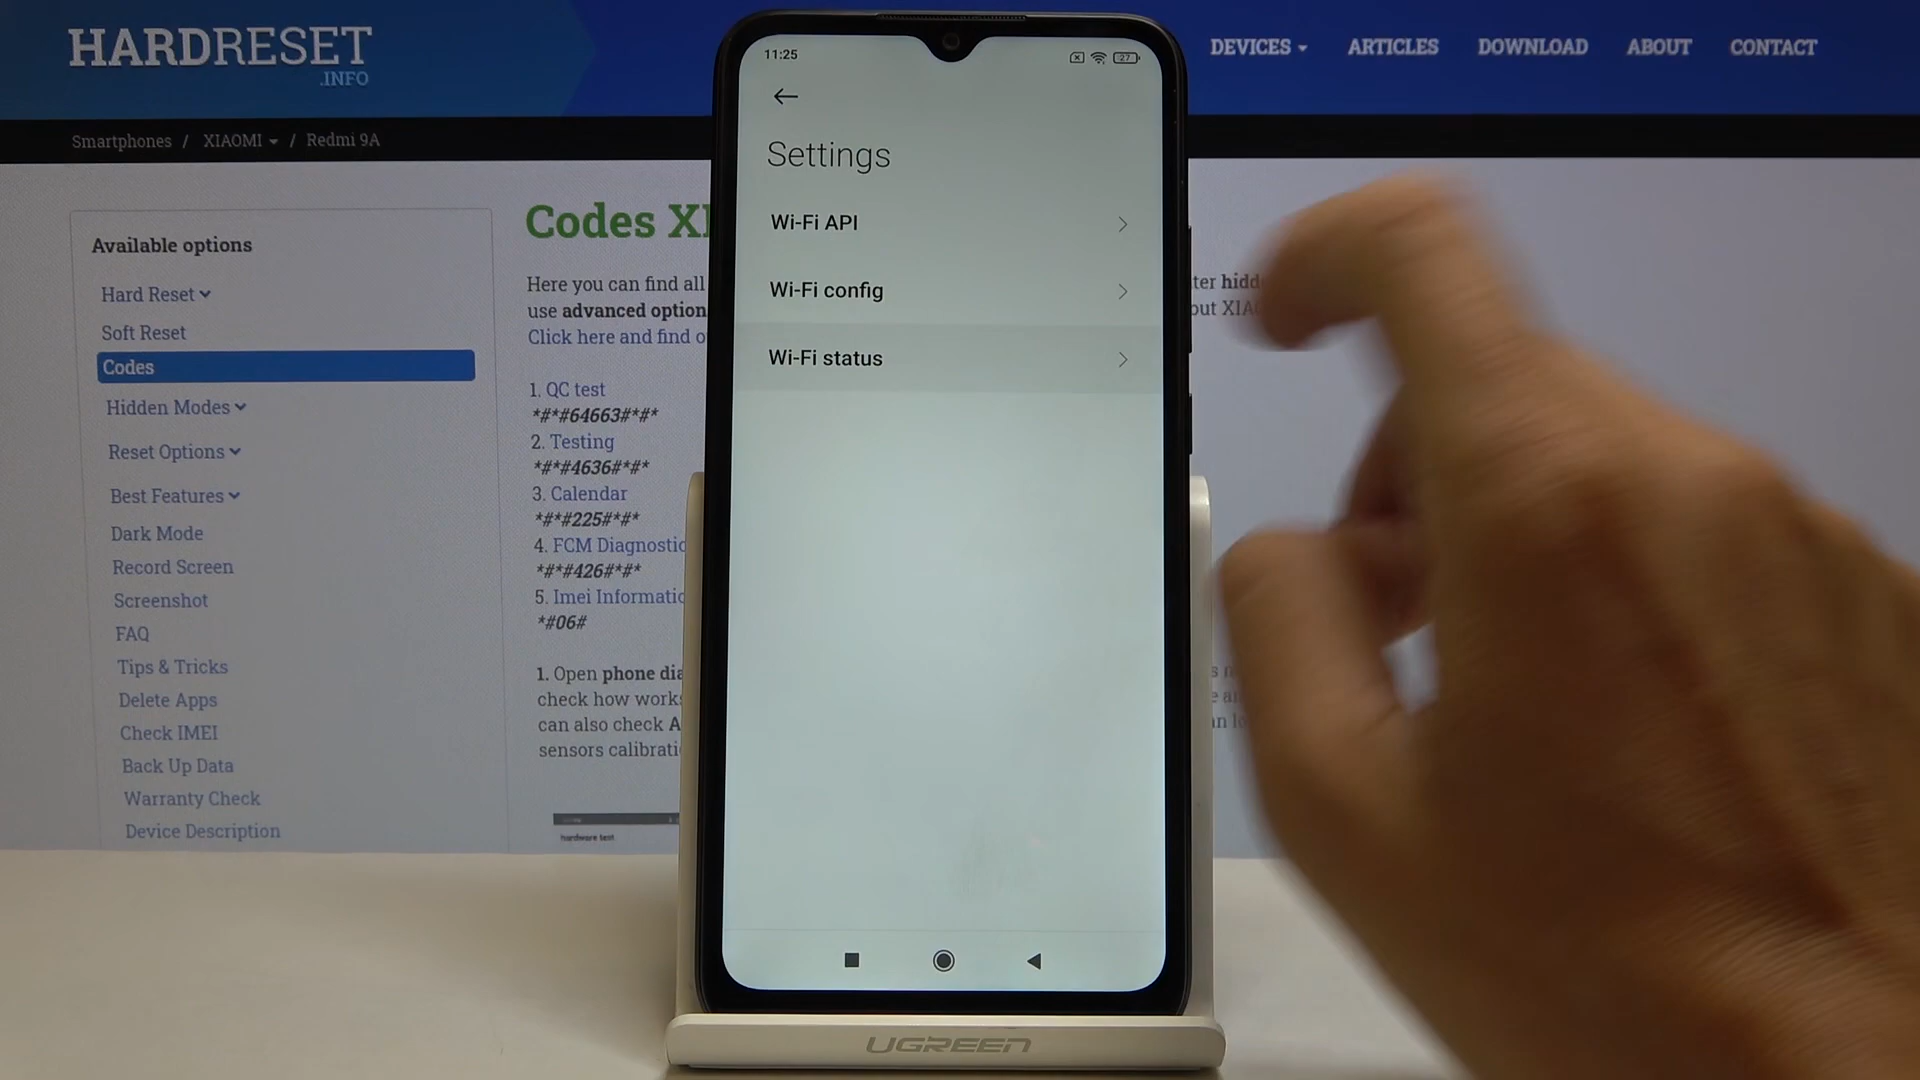 HARDRESET
.INFO
DEVICES
ARTICLES
DOWNLOAD
ABOUT
CONTACT
Smartphones / XIAOMI / Redmi 9A
Available options
Hard Reset
Soft Reset
Codes
Hidden Modes
Reset Options
Best Features
Dark Mode
Record Screen
Screenshot
FAQ
Tips & Tricks
Delete Apps
Check IMEI
Back Up Data
Warranty Check
Device Description
Codes XI
Here you can find all
use advanced option
Click here and find o
1. QC test
*#*#64663#*#*
2. Testing
*#*#4636#*#*
3. Calendar
*#*#225#*#*
4. FCM Diagnostic
*#*#426#*#*
5. Imei Informatio
*#06#
1. Open phone dia
check how works
can also check A
sensors calibrati
hardware test
11:25
27
Settings
Wi-Fi API
Wi-Fi config
Wi-Fi status
UGREEN